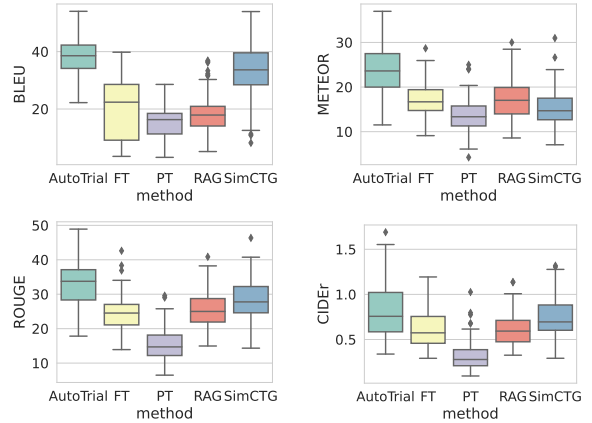 BLEU
40
20
AutoTrial FT PT RAG SimCTG
method
METEOR
30
20
10
AutoTrial FT PT RAG SimCTG
method
ROUGE
50
40
30
20
10
AutoTrial FT PT RAG SimCTG
method
CIDEr
1.5
1.0
0.5
AutoTrial FT PT RAG SimCTG
method